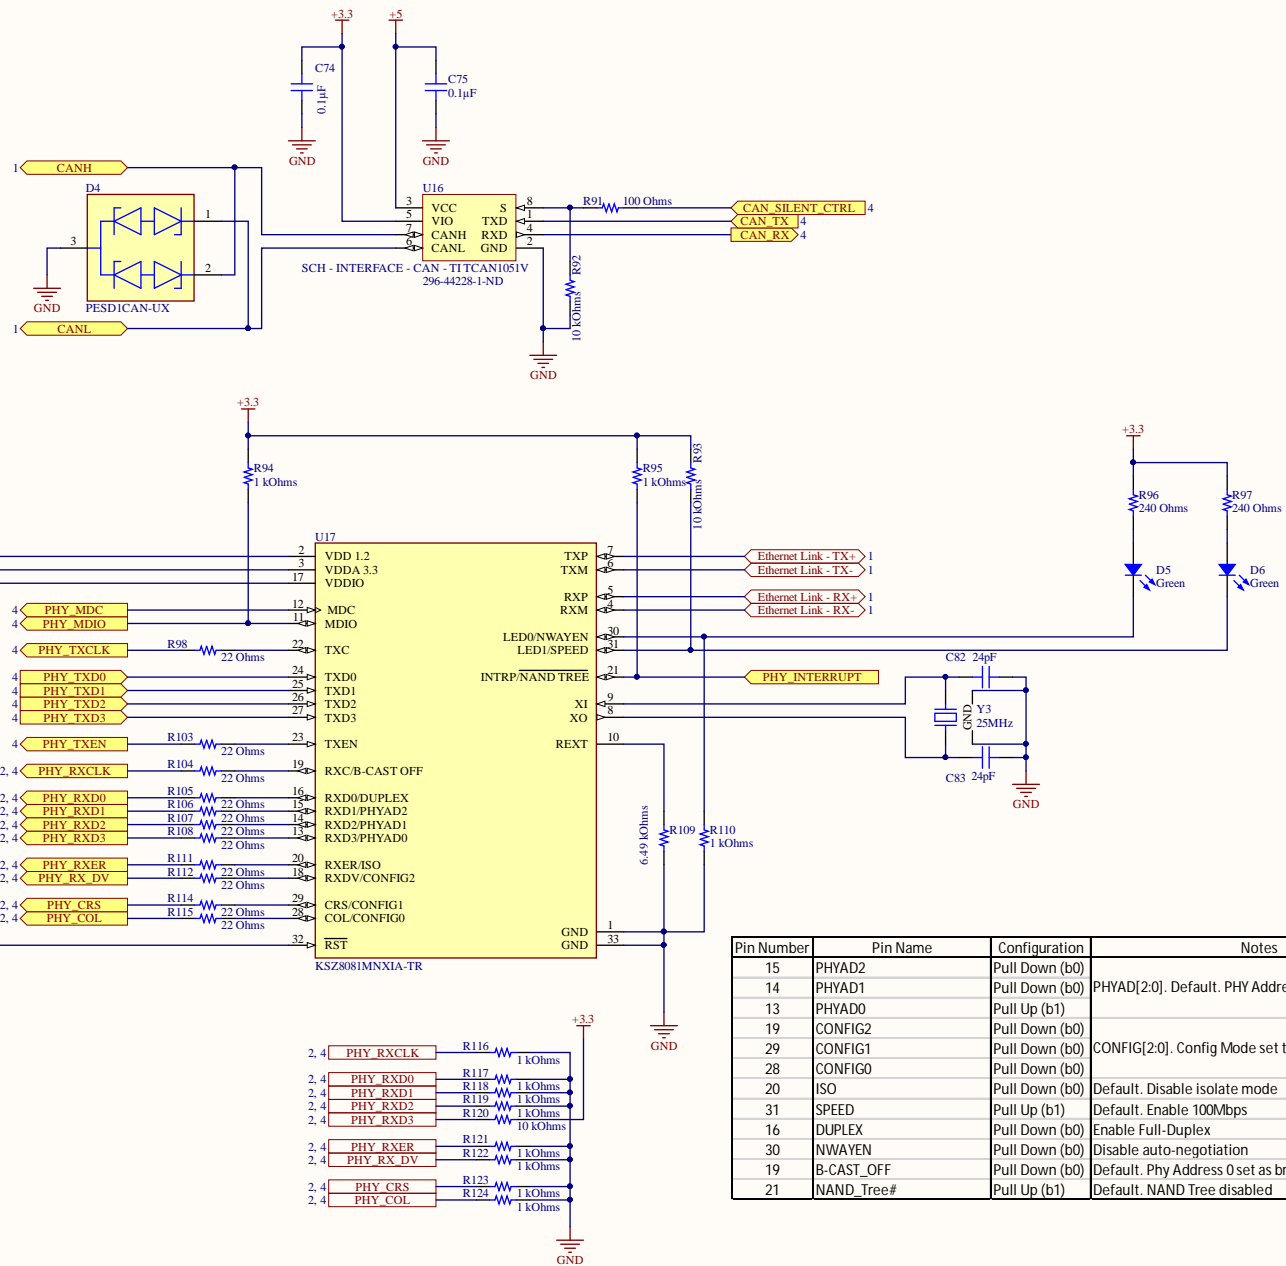 +3.3
+5
C74
0.1µF
C75
0.1µF
GND
GND
1 CANH
D4
1
3
2
GND
PESD1CAN-UX
1 CANL
U16
3 VCC S 8
5 VIO TXD 1
7 CANH RXD 4
6 CANL GND 2
SCH - INTERFACE - CAN - TI TCAN1051V
296-44228-1-ND
R91 100 Ohms
CAN_SILENT_CTRL 4
CAN_TX 4
CAN_RX 4
R92
10 kOhms
GND
+3.3
R94
1 kOhms
R95
1 kOhms
R93
10 kOhms
+3.3
R96
240 Ohms
R97
240 Ohms
D5
Green
D6
Green
U17
2 VDD 1.2
3 VDDA 3.3
17 VDDIO
4 PHY_MDC 12 MDC
4 PHY_MDIO 11 MDIO
4 PHY_TXCLK R98 22 Ohms 22 TXC
4 PHY_TXD0 24 TXD0
4 PHY_TXD1 25 TXD1
4 PHY_TXD2 26 TXD2
4 PHY_TXD3 27 TXD3
4 PHY_TXEN R103 22 Ohms 23 TXEN
2, 4 PHY_RXCLK R104 22 Ohms 19 RXC/B-CAST OFF
2, 4 PHY_RXD0 R105 22 Ohms 16 RXD0/DUPLEX
2, 4 PHY_RXD1 R106 22 Ohms 15 RXD1/PHYAD2
2, 4 PHY_RXD2 R107 22 Ohms 14 RXD2/PHYAD1
2, 4 PHY_RXD3 R108 22 Ohms 13 RXD3/PHYAD0
2, 4 PHY_RXER R111 22 Ohms 20 RXER/ISO
2, 4 PHY_RX_DV R112 22 Ohms 18 RXDV/CONFIG2
2, 4 PHY_CRS R114 22 Ohms 29 CRS/CONFIG1
2, 4 PHY_COL R115 22 Ohms 28 COL/CONFIG0
32 RST
KSZ8081MNXIA-TR
TXP 7 Ethernet Link - TX+ 1
TXM 6 Ethernet Link - TX- 1
RXP 5 Ethernet Link - RX+ 1
RXM 4 Ethernet Link - RX- 1
LED0/NWAYEN 30
LED1/SPEED 31
INTRP/NAND TREE 21 PHY_INTERRUPT
XI 9
XO 8
REXT 10
GND 1
GND 33
C82 24pF
GND
Y3
25MHz
C83 24pF
GND
6.49 kOhms
R109
R110
1 kOhms
GND
+3.3
2, 4 PHY_RXCLK R116 1 kOhms
2, 4 PHY_RXD0 R117 1 kOhms
2, 4 PHY_RXD1 R118 1 kOhms
2, 4 PHY_RXD2 R119 1 kOhms
2, 4 PHY_RXD3 R120 10 kOhms
2, 4 PHY_RXER R121 1 kOhms
2, 4 PHY_RX_DV R122 1 kOhms
2, 4 PHY_CRS R123 1 kOhms
2, 4 PHY_COL R124 1 kOhms
GND
Pin Number Pin Name Configuration Notes
15 PHYAD2 Pull Down (b0)
14 PHYAD1 Pull Down (b0) PHYAD[2:0]. Default. PHY Addre
13 PHYAD0 Pull Up (b1)
19 CONFIG2 Pull Down (b0)
29 CONFIG1 Pull Down (b0) CONFIG[2:0]. Config Mode set t
28 CONFIG0 Pull Down (b0)
20 ISO Pull Down (b0) Default. Disable isolate mode
31 SPEED Pull Up (b1) Default. Enable 100Mbps
16 DUPLEX Pull Down (b0) Enable Full-Duplex
30 NWAYEN Pull Down (b0) Disable auto-negotiation
19 B-CAST_OFF Pull Down (b0) Default. Phy Address 0 set as br
21 NAND_Tree# Pull Up (b1) Default. NAND Tree disabled